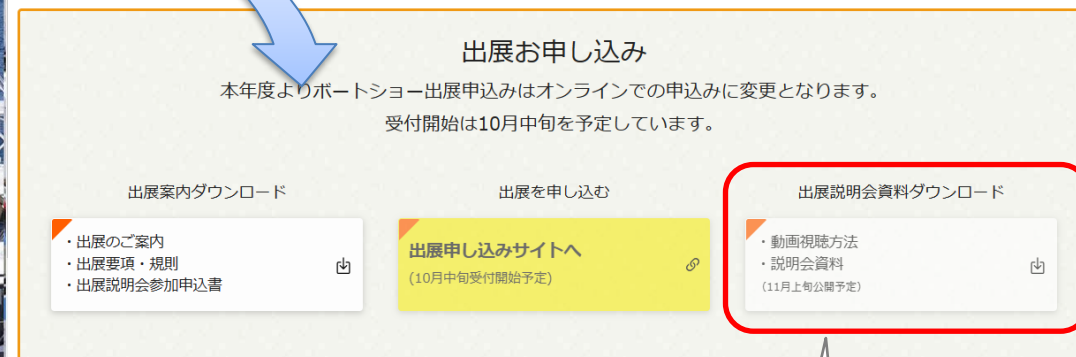 出展お申し込み
本年度よりボートショー出展申込みはオンラインでの申込みに変更となります。
受付開始は10月中旬を予定しています。
出展案内ダウンロード
・出展のご案内
・出展要項・規則
・出展説明会参加申込書
出展を申し込む
出展申し込みサイトへ
(10月中旬受付開始予定)
出展説明会資料ダウンロード
・動画視聴方法
・説明会資料
(11月上旬公開予定)